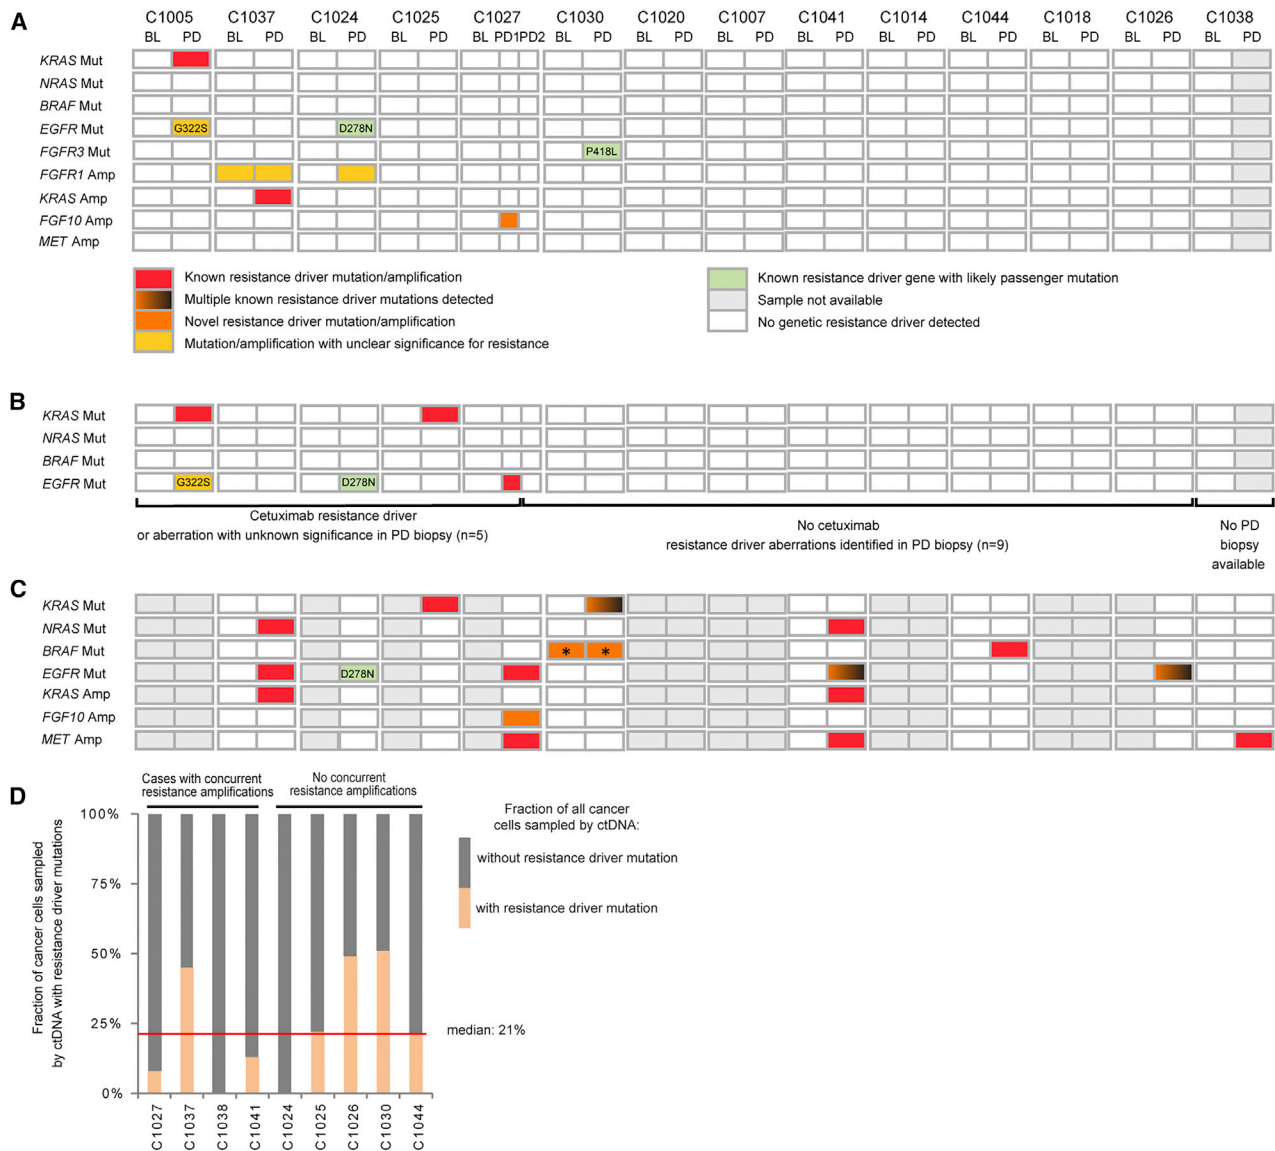 A
C1005 C1037 C1024 C1025 C1027 C1030 C1020 C1007 C1041 C1014 C1044 C1018 C1026 C1038
BL PD BL PD BL PD BL PD BL PD1PD2 BL PD BL PD BL PD BL PD BL PD BL PD BL PD BL PD BL PD
KRAS Mut
NRAS Mut
BRAF Mut
EGFR Mut G322S D278N
FGFR3 Mut P418L
FGFR1 Amp
KRAS Amp
FGF10 Amp
MET Amp
Known resistance driver mutation/amplification
Multiple known resistance driver mutations detected
Novel resistance driver mutation/amplification
Mutation/amplification with unclear significance for resistance
Known resistance driver gene with likely passenger mutation
Sample not available
No genetic resistance driver detected
B
KRAS Mut
NRAS Mut
BRAF Mut
EGFR Mut G322S D278N
Cetuximab resistance driver
or aberration with unknown significance in PD biopsy (n=5)
No cetuximab
resistance driver aberrations identified in PD biopsy (n=9)
No PD
biopsy
available
C
KRAS Mut
NRAS Mut
BRAF Mut * *
EGFR Mut D278N
KRAS Amp
FGF10 Amp
MET Amp
D
Cases with concurrent
resistance amplifications
No concurrent
resistance amplifications
Fraction of cancer cells sampled
by ctDNA with resistance driver mutations
100%
75%
50%
25%
0%
median: 21%
C1027 C1037 C1038 C1041 C1024 C1025 C1026 C1030 C1044
Fraction of all cancer
cells sampled by ctDNA:
without resistance driver mutation
with resistance driver mutation